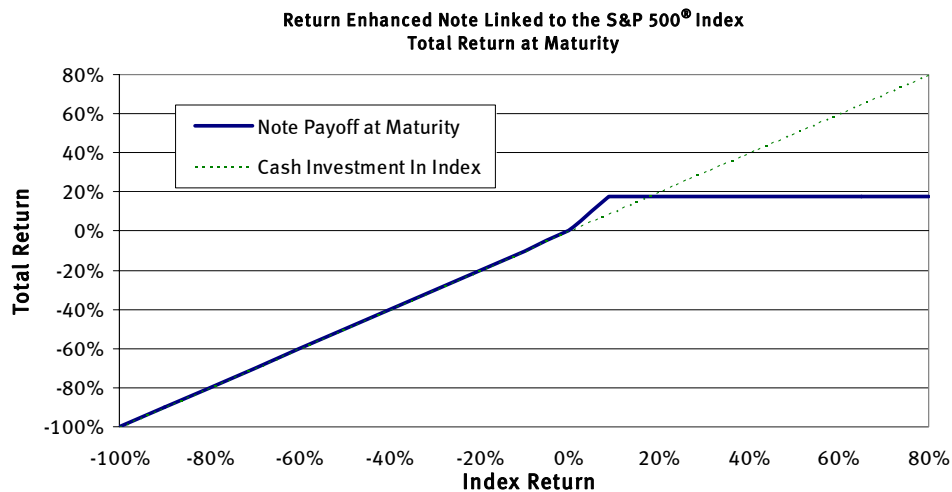 Return Enhanced Note Linked to the S&P 500® Index
Total Return at Maturity
80%
60%
40%
20%
0%
-20%
-40%
-60%
-80%
-100%
Note Payoff at Maturity
Cash Investment In Index
Total Return
-100% -80% -60% -40% -20% 0% 20% 40% 60% 80%
Index Return